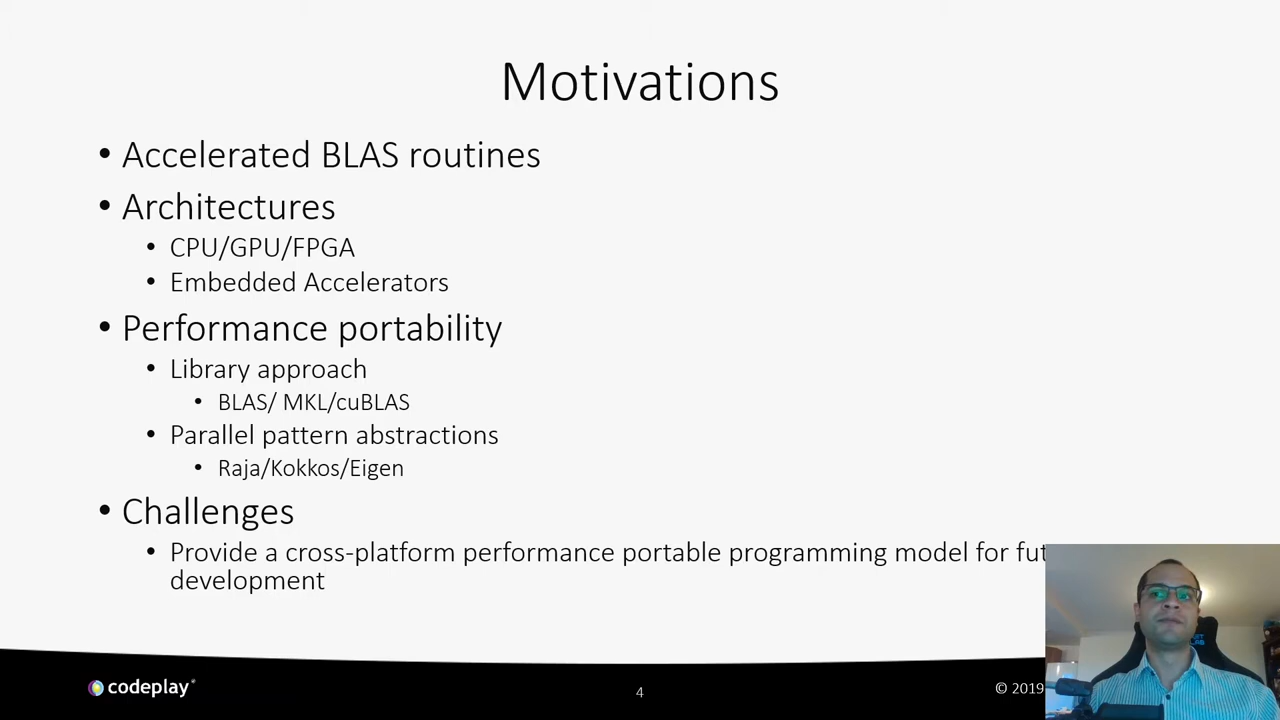 Motivations
• Accelerated BLAS routines
• Architectures
• CPU/GPU/FPGA
• Embedded Accelerators
• Performance portability
• Library approach
• BLAS/ MKL/cuBLAS
• Parallel pattern abstractions
• Raja/Kokkos/Eigen
• Challenges
• Provide a cross-platform performance portable programming model for
development
codeplay®
4
© 2019